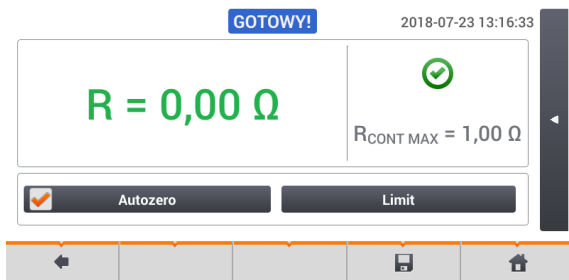 GOTOWY!
2018-07-23 13:16:33
R = 0,00 Ω
RCONT MAX = 1,00 Ω
Autozero
Limit